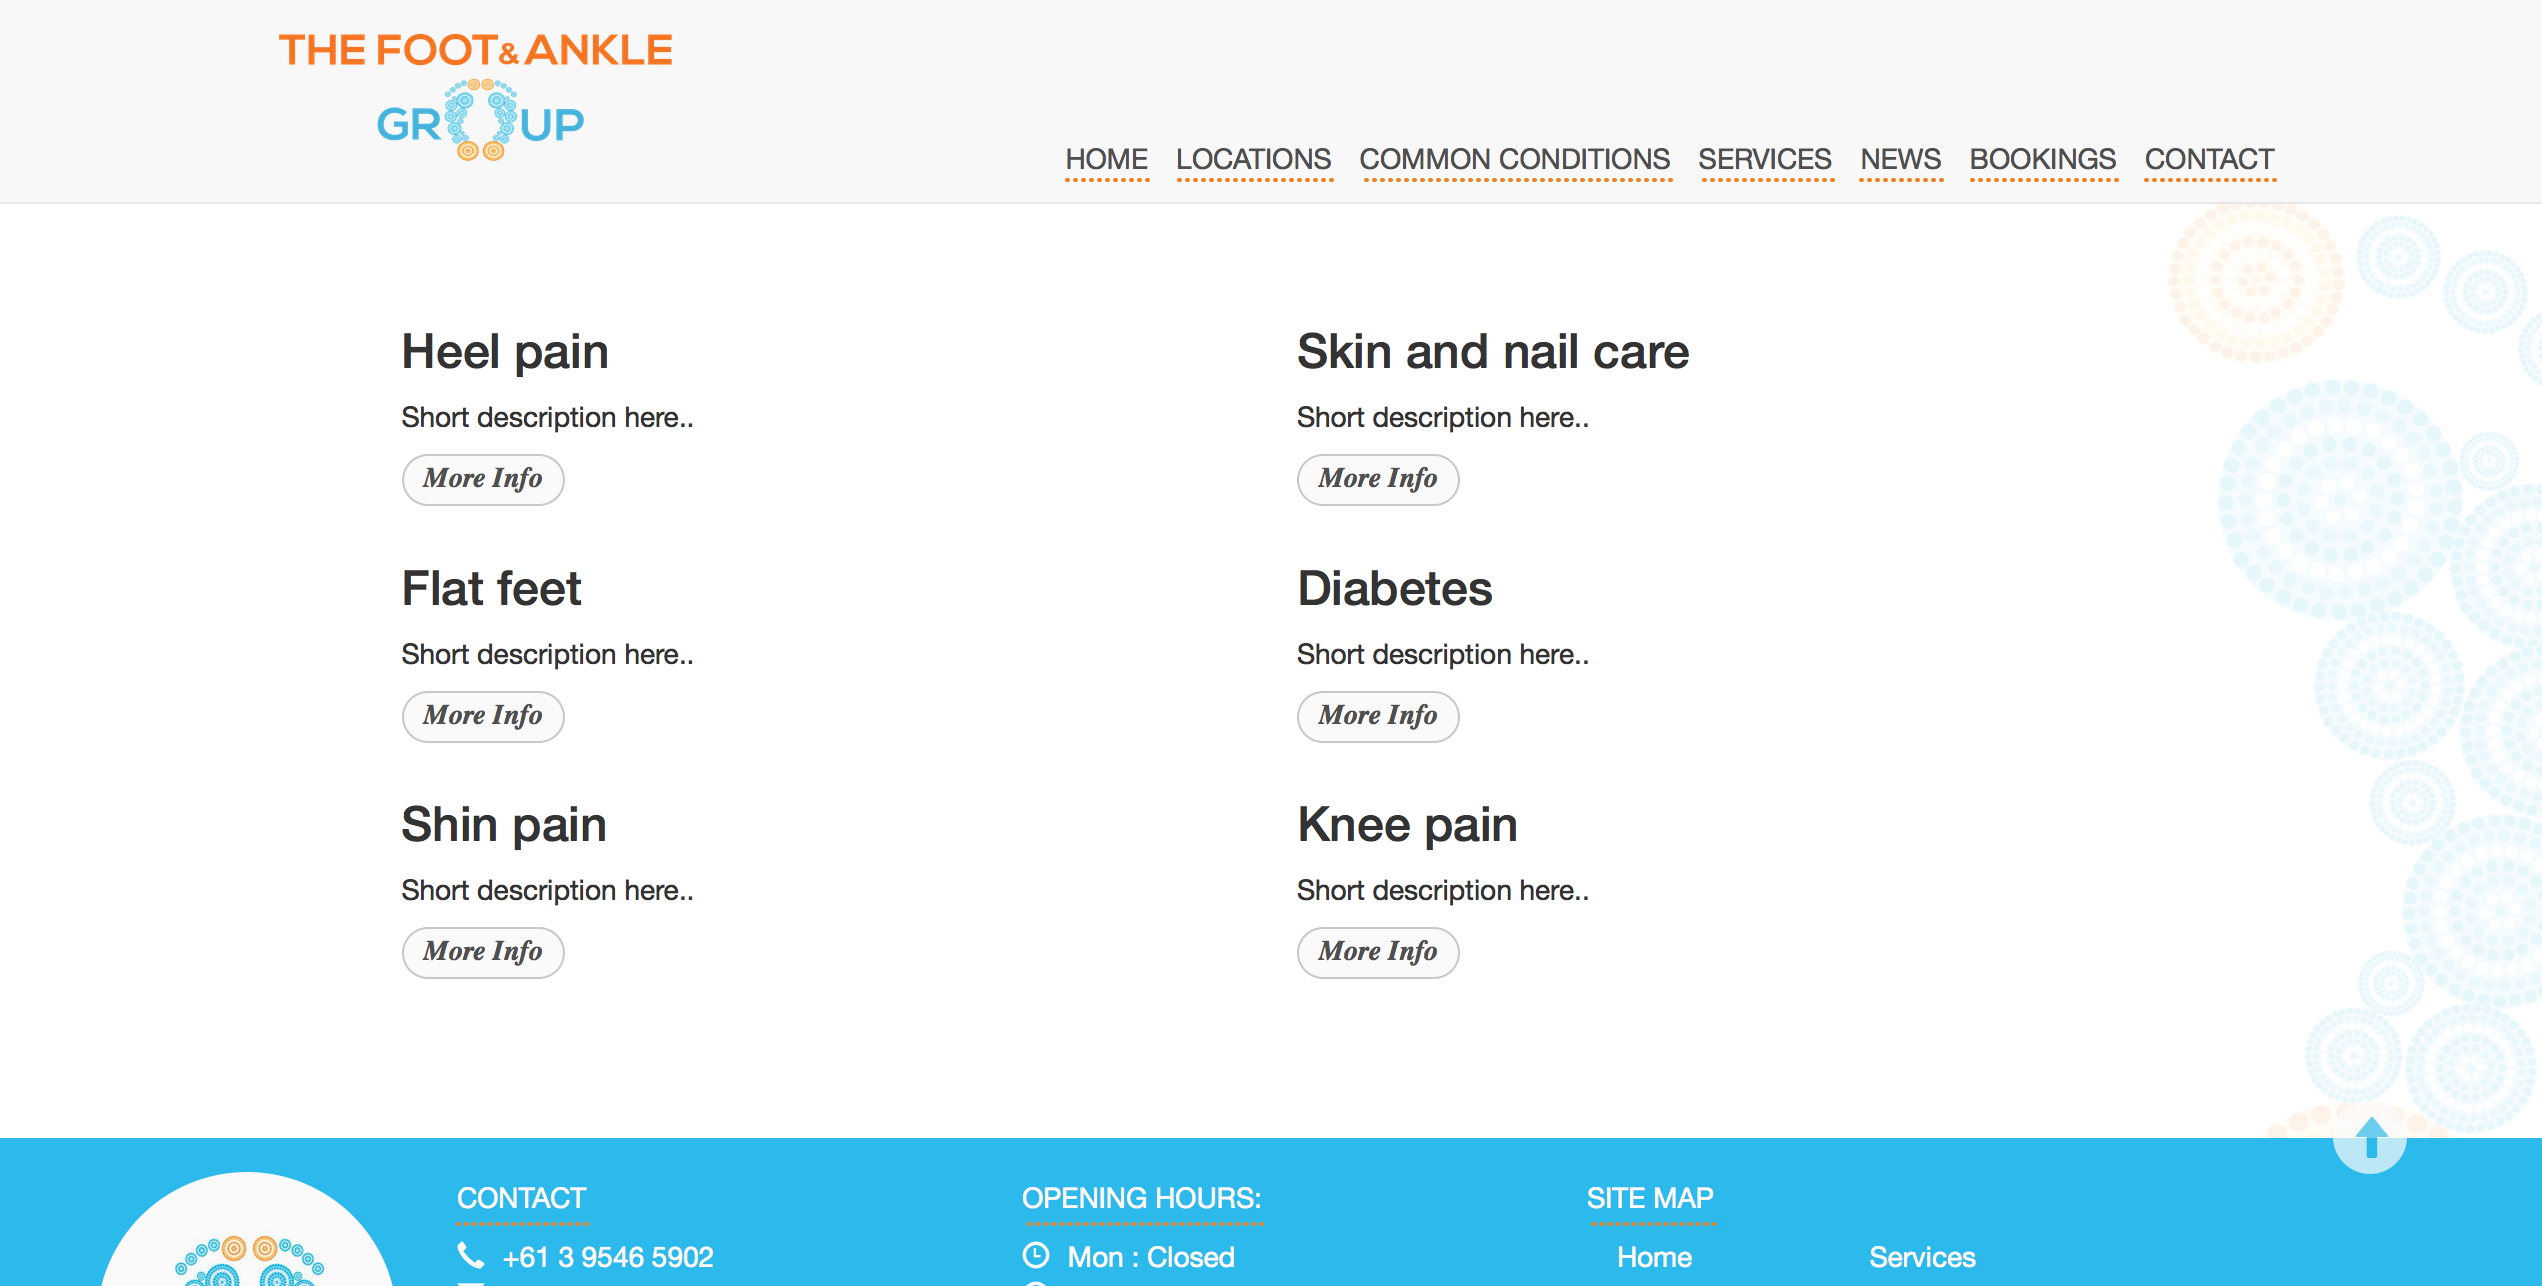 THE FOOT & ANKLE
GROUP
HOME LOCATIONS COMMON CONDITIONS SERVICES NEWS BOOKINGS CONTACT
Heel pain
Short description here..
More Info
Skin and nail care
Short description here..
More Info
Flat feet
Short description here..
More Info
Diabetes
Short description here..
More Info
Shin pain
Short description here..
More Info
Knee pain
Short description here..
More Info
CONTACT
+61 3 9546 5902
OPENING HOURS:
Mon : Closed
SITE MAP
Home Services